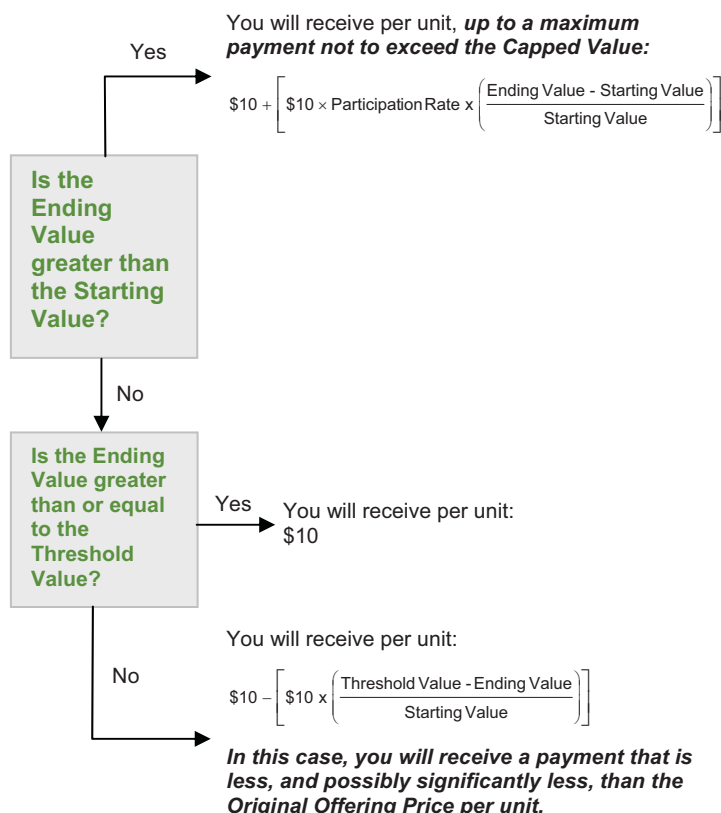 You will receive per unit, up to a maximum
payment not to exceed the Capped Value:
Yes
$10 + [ $10 × Participation Rate x ( Ending Value - Starting Value / Starting Value ) ]
Is the
Ending
Value
greater than
the Starting
Value?
No
Is the Ending
Value greater
than or equal
to the
Threshold
Value?
Yes
You will receive per unit:
$10
You will receive per unit:
No
$10 – [ $10 x ( Threshold Value - Ending Value / Starting Value ) ]
In this case, you will receive a payment that is
less, and possibly significantly less, than the
Original Offering Price per unit.